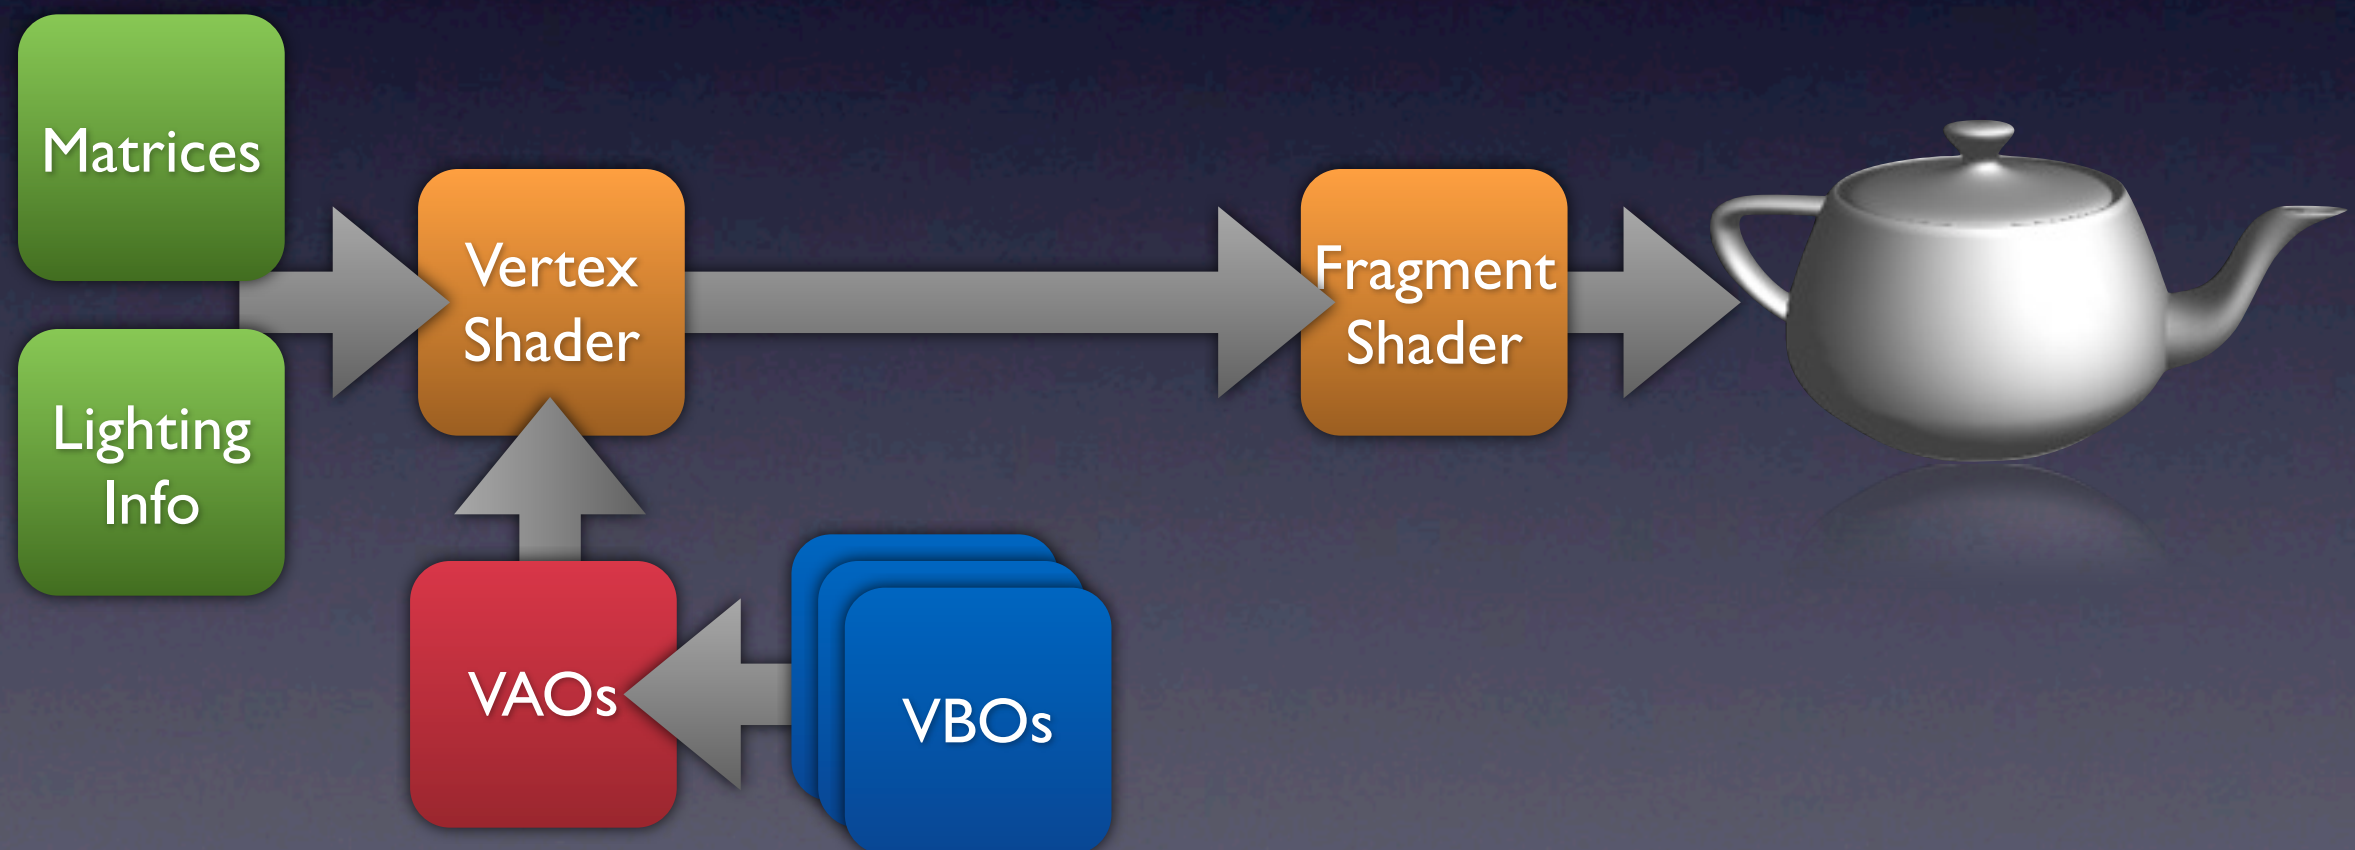 Matrices
Lighting
Info
Vertex
Shader
Fragment
Shader
VAOs
VBOs